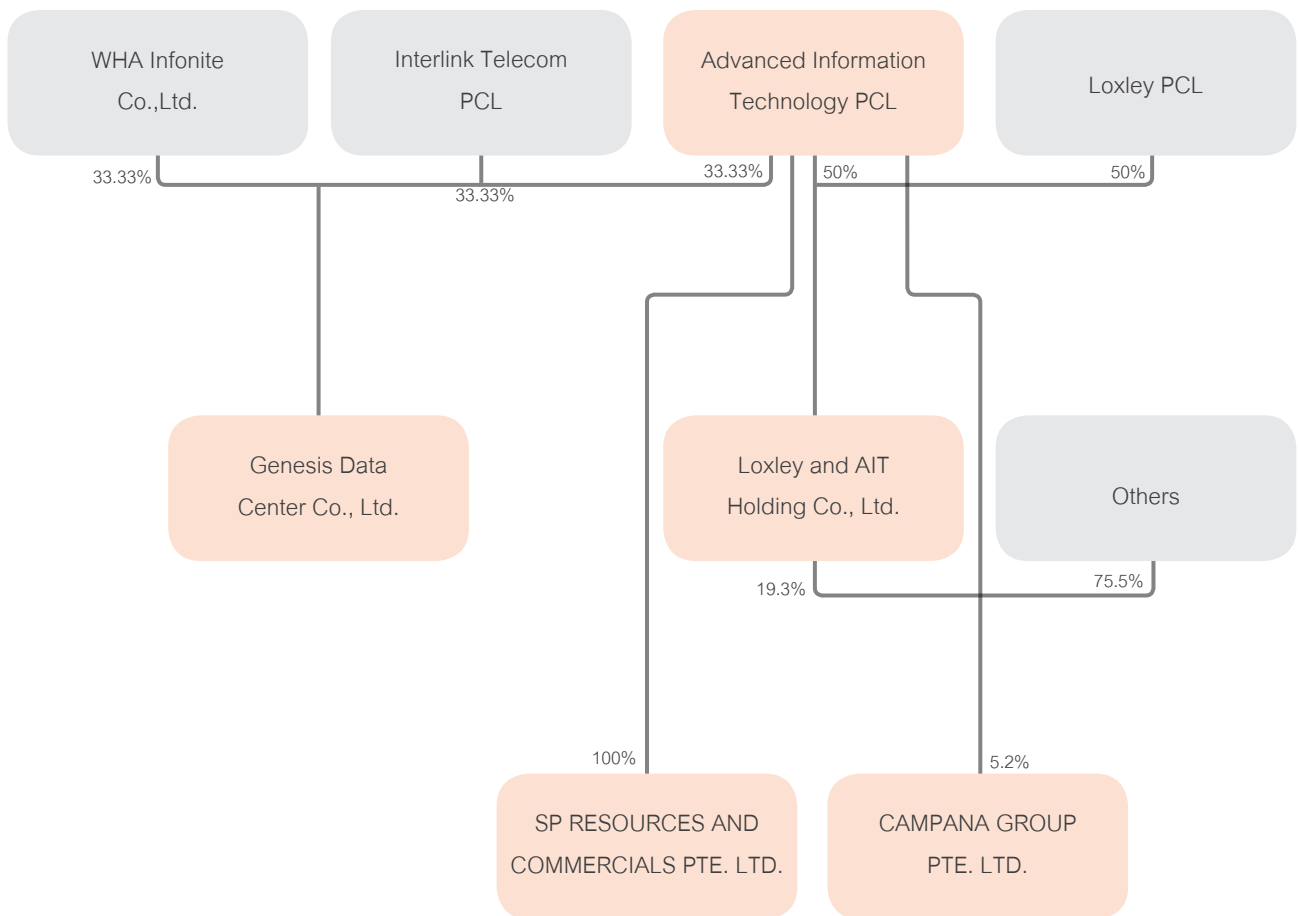 WHA Infonite
Co.,Ltd.
Interlink Telecom
PCL
Advanced Information
Technology PCL
Loxley PCL
33.33%
33.33%
33.33%
50%
50%
Genesis Data
Center Co., Ltd.
Loxley and AIT
Holding Co., Ltd.
Others
19.3%
75.5%
100%
5.2%
SP RESOURCES AND
COMMERCIALS PTE. LTD.
CAMPANA GROUP
PTE. LTD.